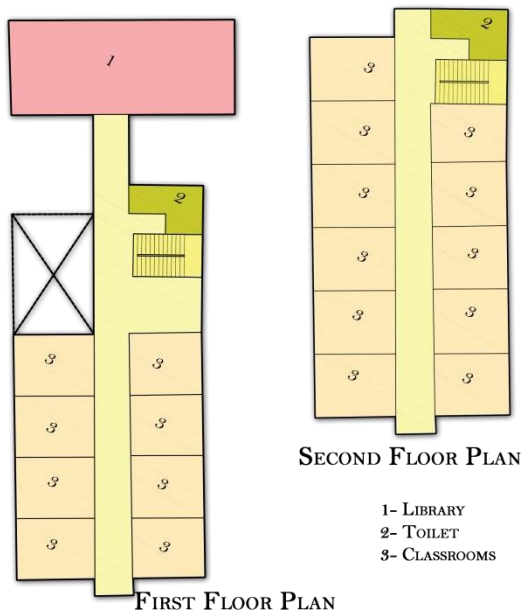 1
2
3 3
3 3
3 3
3 3
FIRST FLOOR PLAN
2
3
3 3
3 3
3 3
3 3
3 3
SECOND FLOOR PLAN
1- LIBRARY
2- TOILET
3- CLASSROOMS